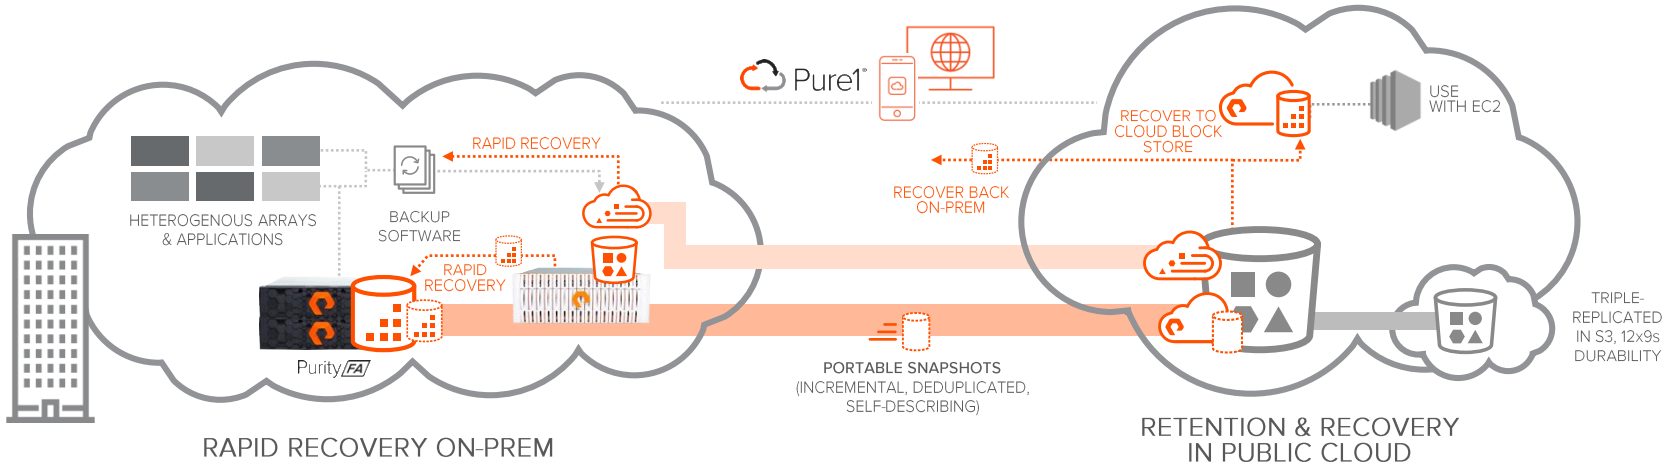 Pure1®
USE
WITH EC2
RECOVER TO
CLOUD BLOCK
STORE
RAPID RECOVERY
RECOVER BACK
ON-PREM
HETEROGENOUS ARRAYS
& APPLICATIONS
BACKUP
SOFTWARE
RAPID
RECOVERY
Purity/FA
PORTABLE SNAPSHOTS
(INCREMENTAL, DEDUPLICATED,
SELF-DESCRIBING)
TRIPLE-
REPLICATED
IN S3, 12x9s
DURABILITY
RAPID RECOVERY ON-PREM
RETENTION & RECOVERY
IN PUBLIC CLOUD